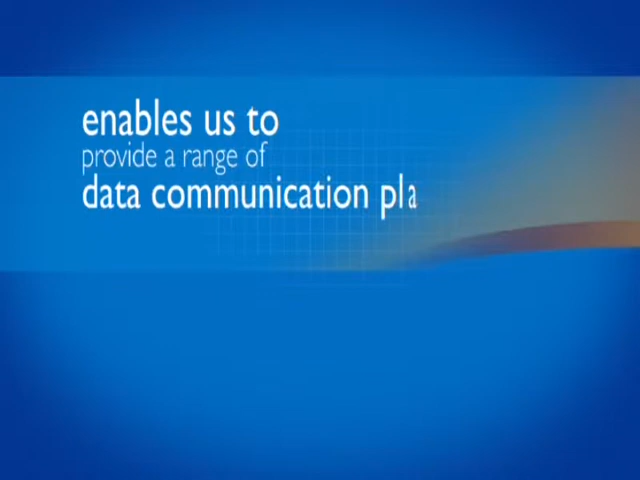 enables us to
provide a range of
data communication pla